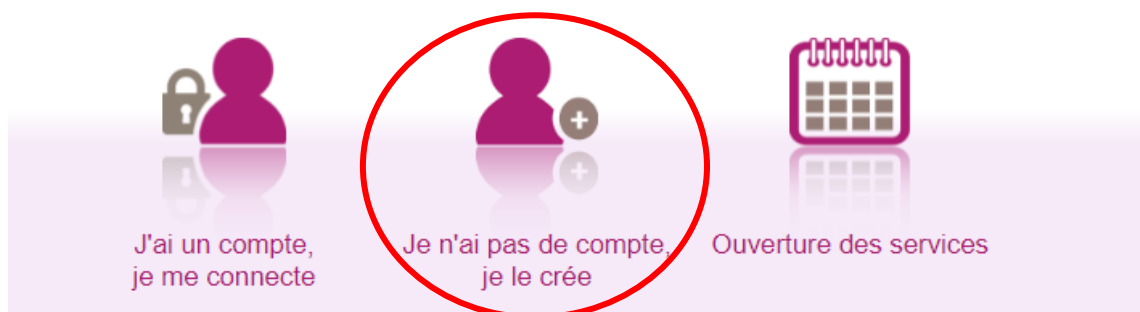 J'ai un compte,
je me connecte
Je n'ai pas de compte,
je le crée
Ouverture des services